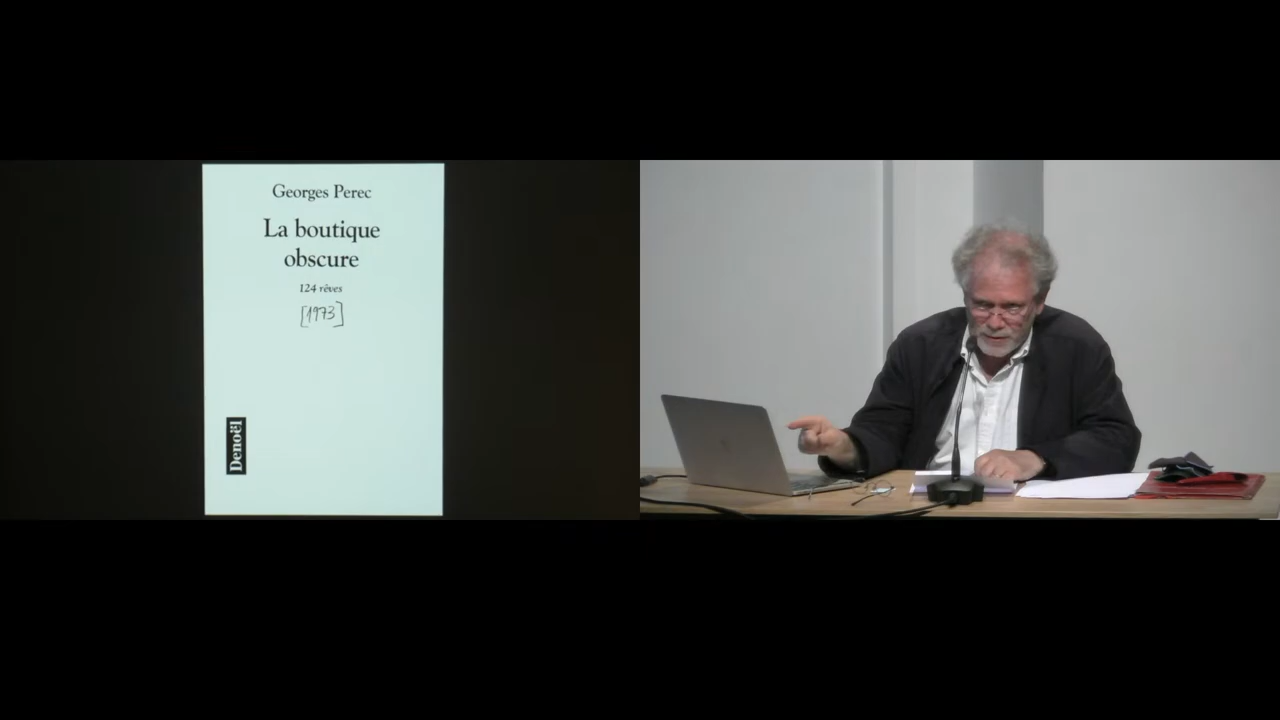 Georges Perec
La boutique
obscure
124 rêves
[1973]
Denoël